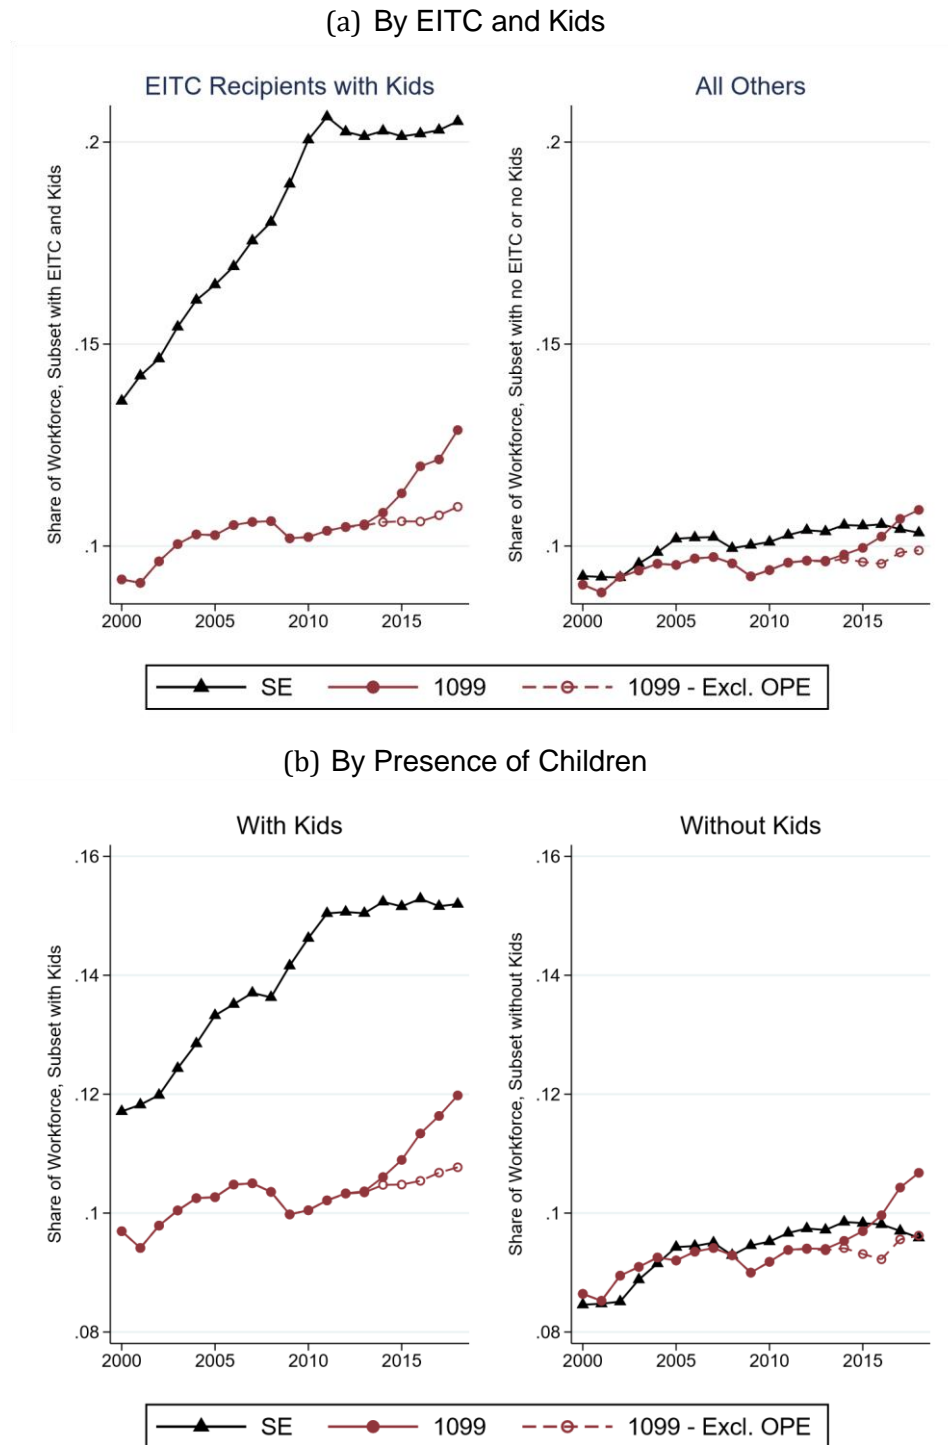 (a) By EITC and Kids
EITC Recipients with Kids
All Others
Share of Workforce, Subset with EITC and Kids
.2
.15
.1
2000 2005 2010 2015
Share of Workforce, Subset with no EITC or no Kids
.2
.15
.1
2000 2005 2010 2015
SE 1099 1099 - Excl. OPE
(b) By Presence of Children
With Kids
Without Kids
Share of Workforce, Subset with Kids
.16
.14
.12
.1
.08
2000 2005 2010 2015
Share of Workforce, Subset without Kids
.16
.14
.12
.1
.08
2000 2005 2010 2015
SE 1099 1099 - Excl. OPE